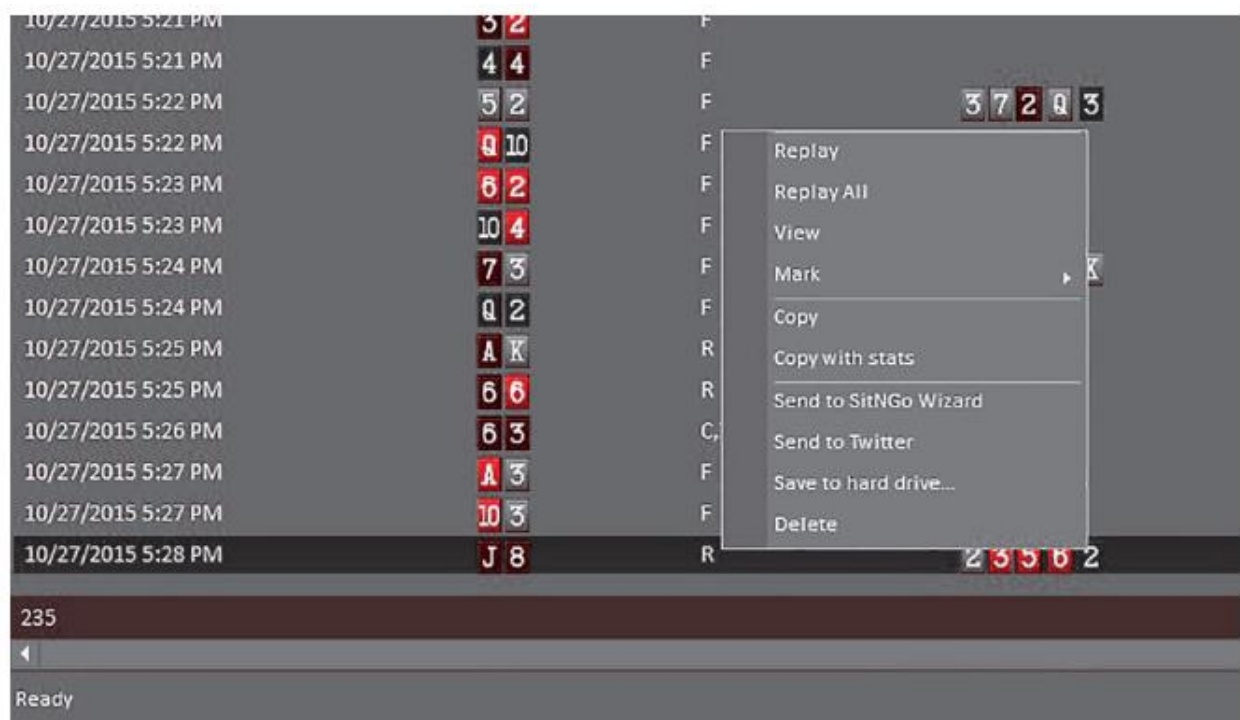 10/27/2015 5:21 PM 3 2 F
10/27/2015 5:21 PM 4 4 F
10/27/2015 5:22 PM 5 2 F 3 7 2 Q 3
10/27/2015 5:22 PM Q 10 F
10/27/2015 5:23 PM 6 2 F
10/27/2015 5:23 PM 10 4 F
10/27/2015 5:24 PM 7 3 F K
10/27/2015 5:24 PM Q 2 F
10/27/2015 5:25 PM A K R
10/27/2015 5:25 PM 6 6 R
10/27/2015 5:26 PM 6 3 C,
10/27/2015 5:27 PM A 3 F
10/27/2015 5:27 PM 10 3 F
10/27/2015 5:28 PM J 8 R 2 3 5 6 2
Replay
Replay All
View
Mark
Copy
Copy with stats
Send to SitNGo Wizard
Send to Twitter
Save to hard drive...
Delete
235
Ready